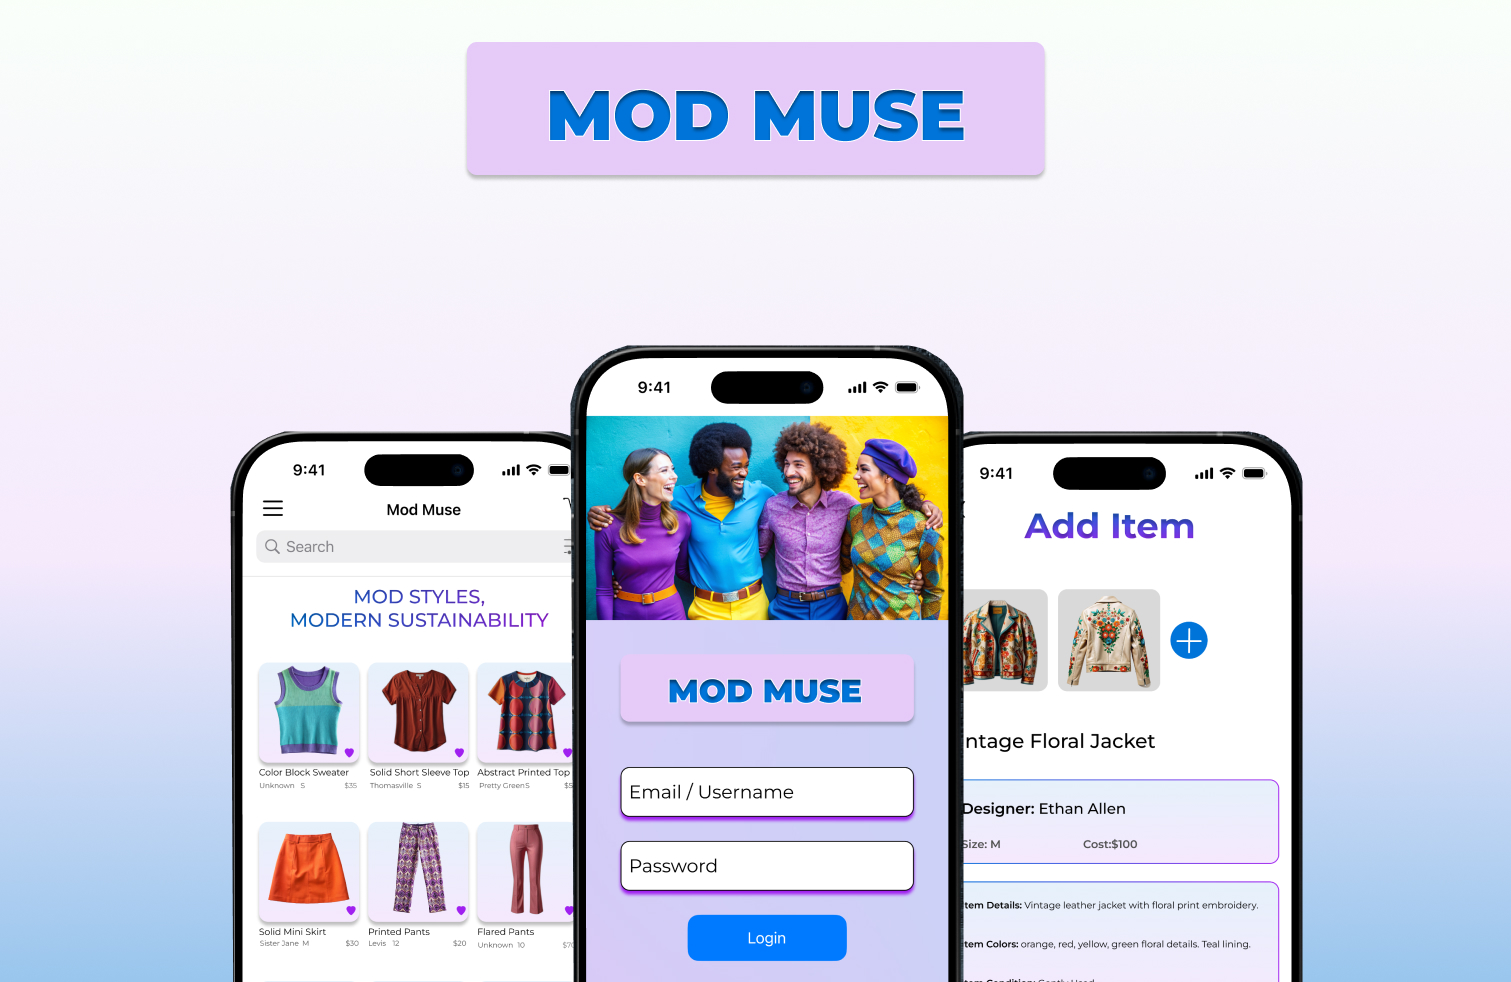 MOD MUSE
9:41
Mod Muse
Search
MOD STYLES,
MODERN SUSTAINABILITY
Color Block Sweater
Unknown S $35
Solid Short Sleeve Top
Thomasville S $15
Abstract Printed Top
Pretty Green S
Solid Mini Skirt
Sister Jane M $30
Printed Pants
Levis 12 $20
Flared Pants
Unknown 10
9:41
MOD MUSE
Email / Username
Password
Login
9:41
Add Item
ntage Floral Jacket
Designer: Ethan Allen
Size: M Cost:$100
tem Details: Vintage leather jacket with floral print embroidery.
tem Colors: orange, red, yellow, green floral details. Teal lining.